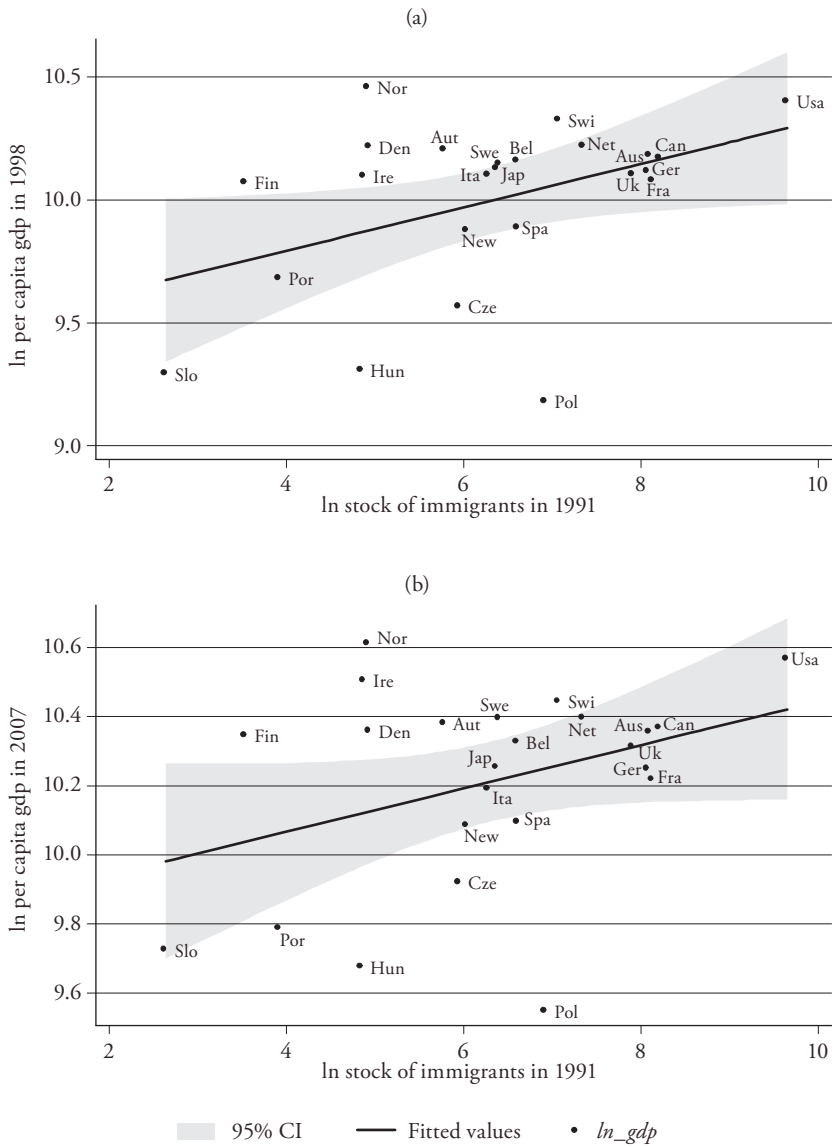 (a)
ln per capita gdp in 1998
10.5
10.0
9.5
9.0
Nor
Usa
Swi
Den
Aut
Swe
Bel
Net
Aus
Can
Fin
Ire
Ita
Jap
Uk
Ger
Fra
New
Spa
Por
Cze
Slo
Hun
Pol
2 4 6 8 10
ln stock of immigrants in 1991
(b)
ln per capita gdp in 2007
10.6
10.4
10.2
10.0
9.8
9.6
Nor
Usa
Ire
Swi
Swe
Fin
Den
Aut
Net
Aus
Can
Bel
Uk
Jap
Ger
Fra
Ita
New
Spa
Cze
Slo
Por
Hun
Pol
2 4 6 8 10
ln stock of immigrants in 1991
95% CI Fitted values ln_gdp